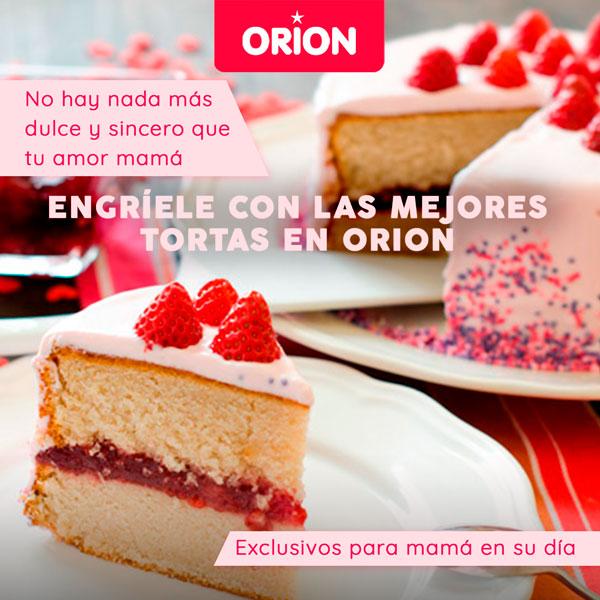 ORION
No hay nada más
dulce y sincero que
tu amor mamá
ENGRÍELE CON LAS MEJORES
TORTAS EN ORION
Exclusivos para mamá en su día